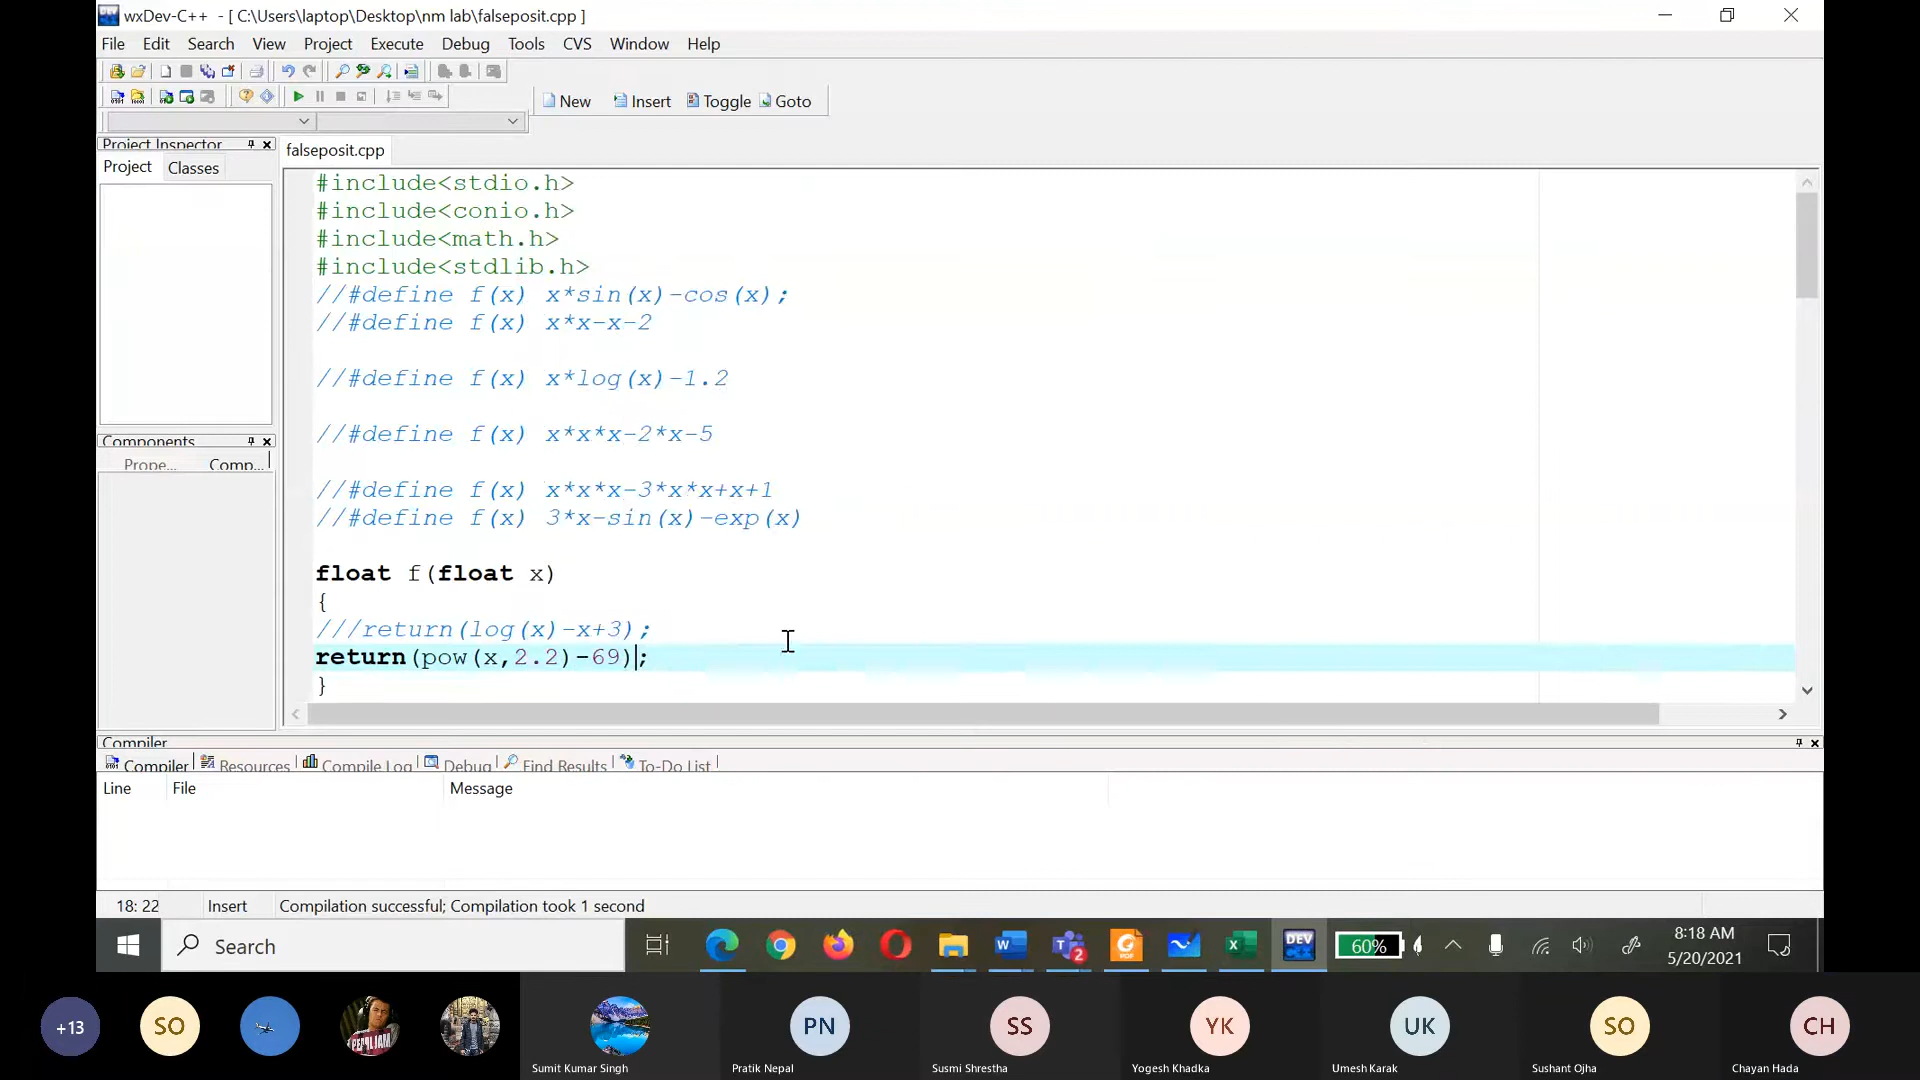 wxDev-C++ - [ C:\Users\laptop\Desktop\nm lab\falseposit.cpp ]
File Edit Search View Project Execute Debug Tools CVS Window Help
New Insert Toggle Goto
Project Inspector
falseposit.cpp
Project Classes
#include<stdio.h>
#include<conio.h>
#include<math.h>
#include<stdlib.h>
//#define f(x) x*sin(x)-cos(x);
//#define f(x) x*x-x-2
//#define f(x) x*log(x)-1.2
//#define f(x) x*x*x-2*x-5
//#define f(x) x*x*x-3*x*x+x+1
//#define f(x) 3*x-sin(x)-exp(x)
float f(float x)
{
///return(log(x)-x+3);
return(pow(x,2.2)-69);
}
Components
Prope... Comp...
Compiler
Compiler Resources Compile Log Debug Find Results To-Do List
Line File Message
18: 22 Insert Compilation successful; Compilation took 1 second
Search
60%
8:18 AM
5/20/2021
+13 SO PEARL JAM PN SS YK UK SO CH
Sumit Kumar Singh Pratik Nepal Susmi Shrestha Yogesh Khadka Umesh Karak Sushant Ojha Chayan Hada